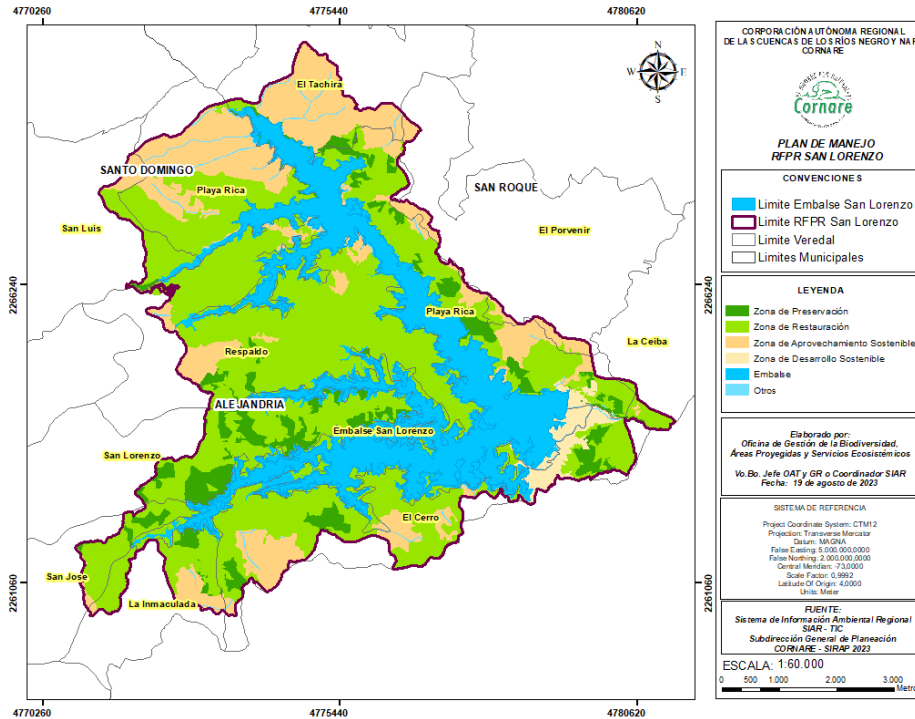 4770260
4775440
4780620
El Tachira
N
W
E
S
SANTO DOMINGO
Playa Rica
SAN ROQUE
San Luis
El Porvenir
2266240
2266240
Playa Rica
La Ceiba
Respaldo
ALEJANDRIA
Embalse San Lorenzo
San Lorenzo
El Cerro
San Jose
La Inmaculada
2261060
2261060
4770260
4775440
4780620
CORPORACIÓN AUTÓNOMA REGIONAL
DE LAS CUENCAS DE LOS RÍOS NEGRO Y NAR
CORNARE
Cornare
PLAN DE MANEJO
RFPR SAN LORENZO
CONVENCIONES
Limite Embalse San Lorenzo
Limite RFPR San Lorenzo
Limite Veredal
Limites Municipales
LEYENDA
Zona de Preservación
Zona de Restauración
Zona de Aprovechamiento Sostenible
Zona de Desarrollo Sostenible
Embalse
Otros
Elaborado por:
Oficina de Gestión de la Biodiversidad,
Áreas Proyegidas y Servicios Ecosistémicos
Vo.Bo. Jefe OAT y GR o Coordinador SIAR
Fecha: 19 de agosto de 2023
SISTEMA DE REFERENCIA
Project Coordinate System: CTM12
Projection: Transverse Mercator
Datum: MAGNA
False Easting: 5.000.000,0000
False Northing: 2.000.000,0000
Central Meridian: -73,0000
Scale Factor: 0,9992
Latitude Of Origin: 4,0000
Units: Meter
FUENTE:
Sistema de Información Ambiental Regional
SIAR - TIC
Subdirección General de Planeación
CORNARE - SIRAP 2023
ESCALA: 1:60.000
0 500 1.000 2.000 3.000
Metro